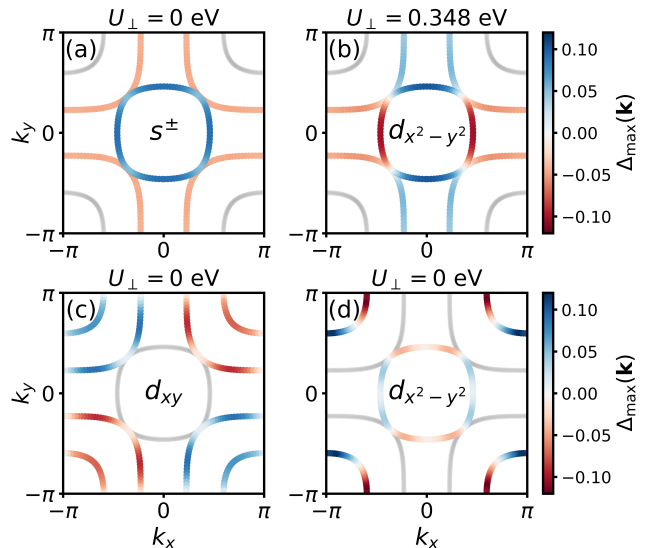 U⊥ = 0 eV
U⊥ = 0.348 eV
(a)
(b)
s±
dx² − y²
π
0
−π
ky
−π
0
π
−π
0
π
0.10
0.05
0.00
−0.05
−0.10
Δmax(k)
U⊥ = 0 eV
U⊥ = 0 eV
(c)
(d)
dxy
dx² − y²
π
0
−π
ky
−π
0
π
kx
−π
0
π
kx
0.10
0.05
0.00
−0.05
−0.10
Δmax(k)